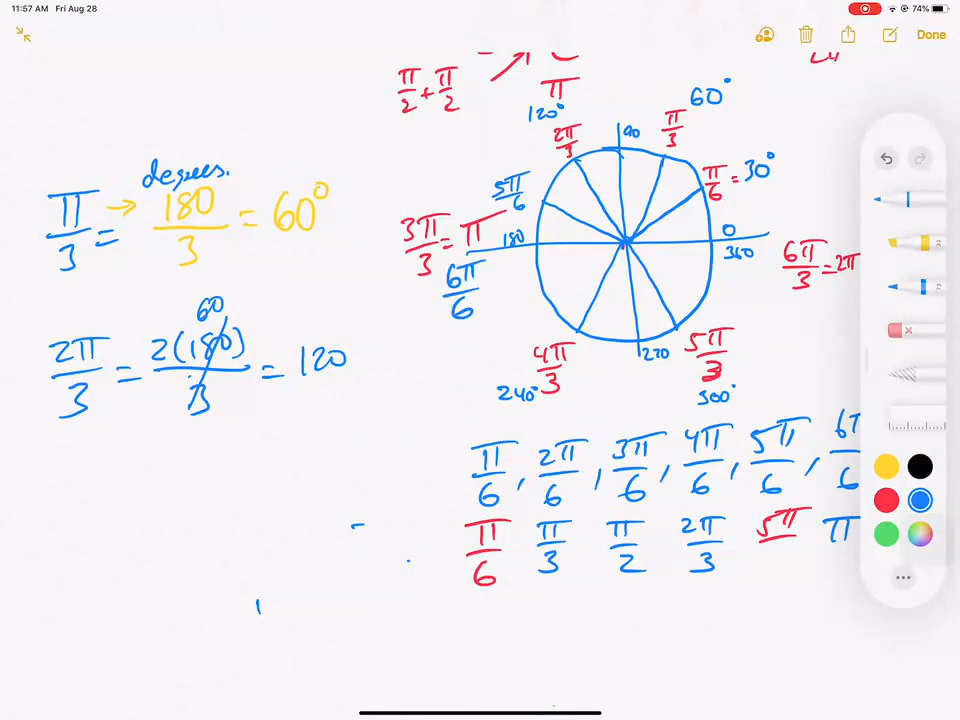 11:57 AM Fri Aug 28
74%
Done
π/2 + π/2
π
120°
60°
2π/3
90
π/3
degrees.
π/3 = → 180/3 = 60°
5π/6
π/6 = 30°
3π/3 = π
180
0
360
6π/3 = 2π
6π/6
60
2π/3 = 2(180)/3 = 120
4π/3
270
5π/3
240°
300°
π/6, 2π/6, 3π/6, 4π/6, 5π/6, 6π/6
π/6 π/3 π/2 2π/3 5π π